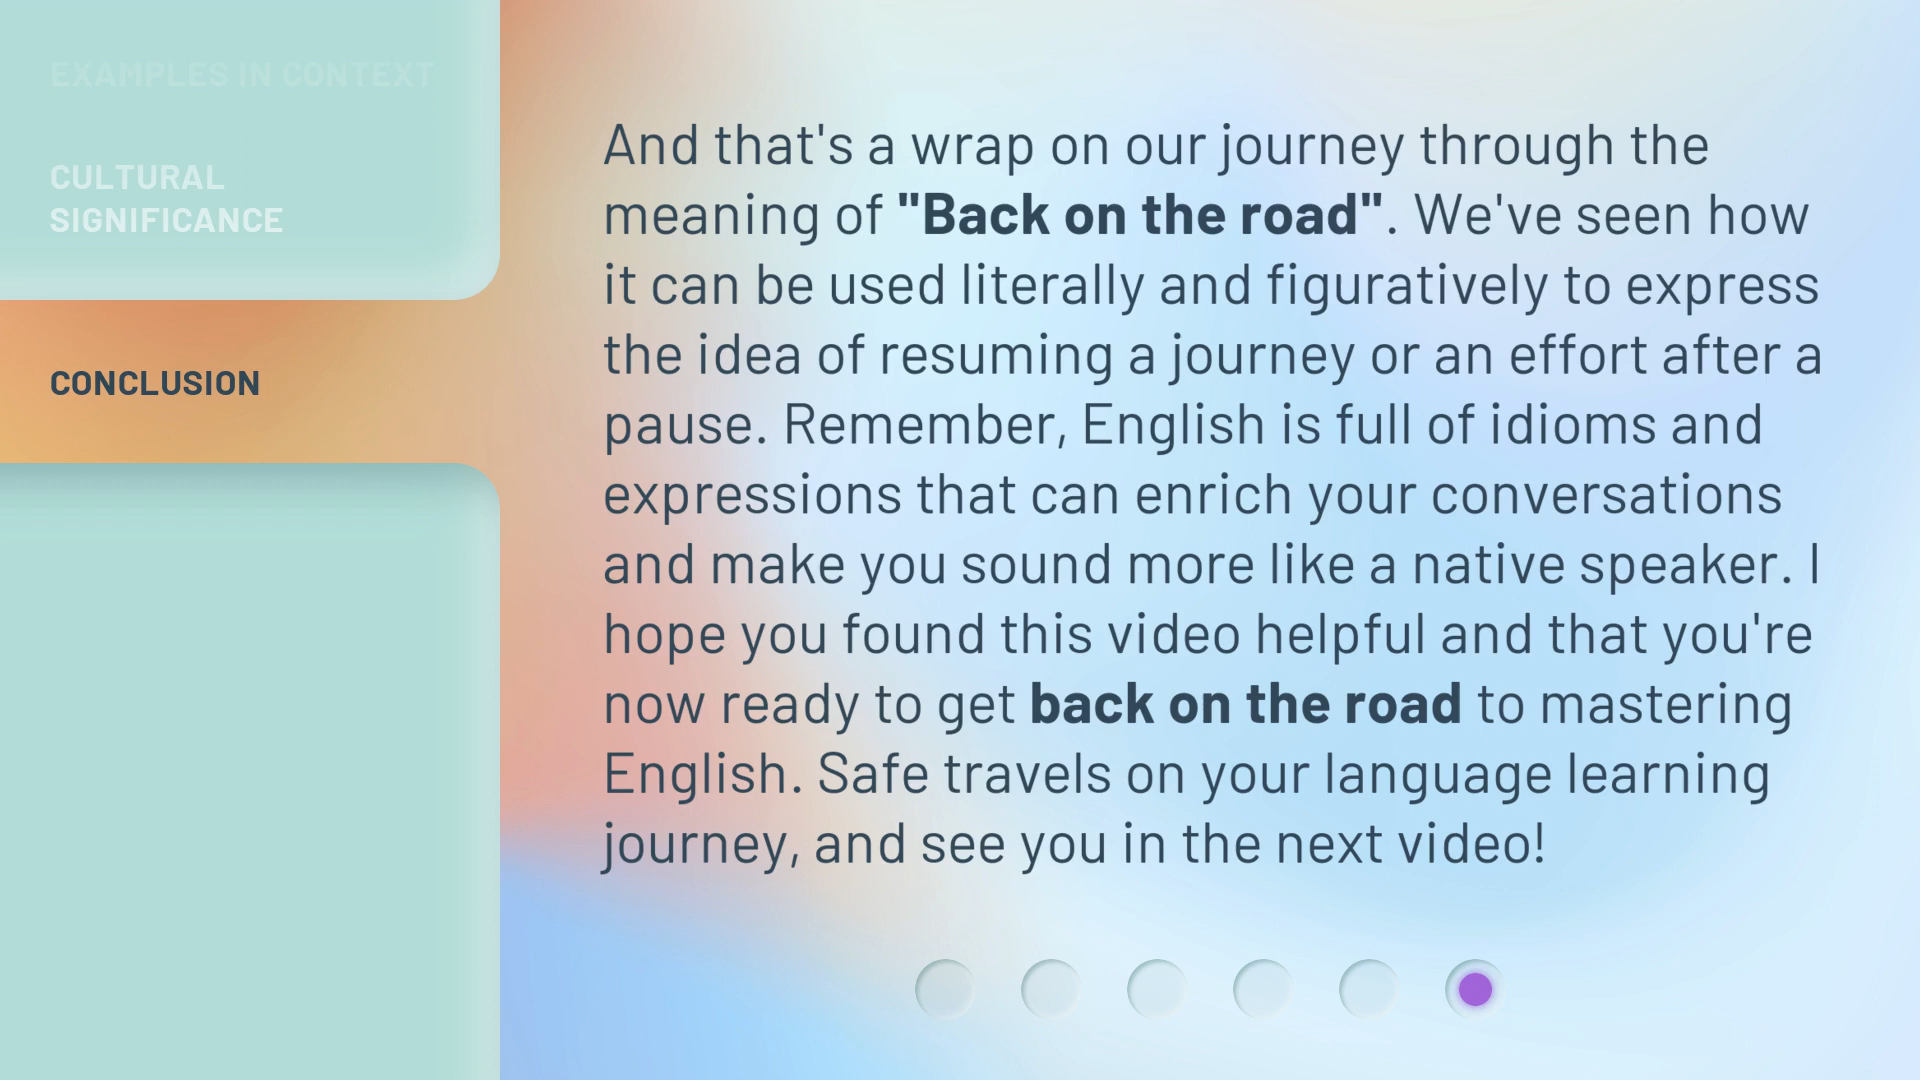 EXAMPLES IN CONTEXT
CULTURAL
SIGNIFICANCE
CONCLUSION
And that's a wrap on our journey through the
meaning of "Back on the road". We've seen how
it can be used literally and figuratively to express
the idea of resuming a journey or an effort after a
pause. Remember, English is full of idioms and
expressions that can enrich your conversations
and make you sound more like a native speaker. I
hope you found this video helpful and that you're
now ready to get back on the road to mastering
English. Safe travels on your language learning
journey, and see you in the next video!